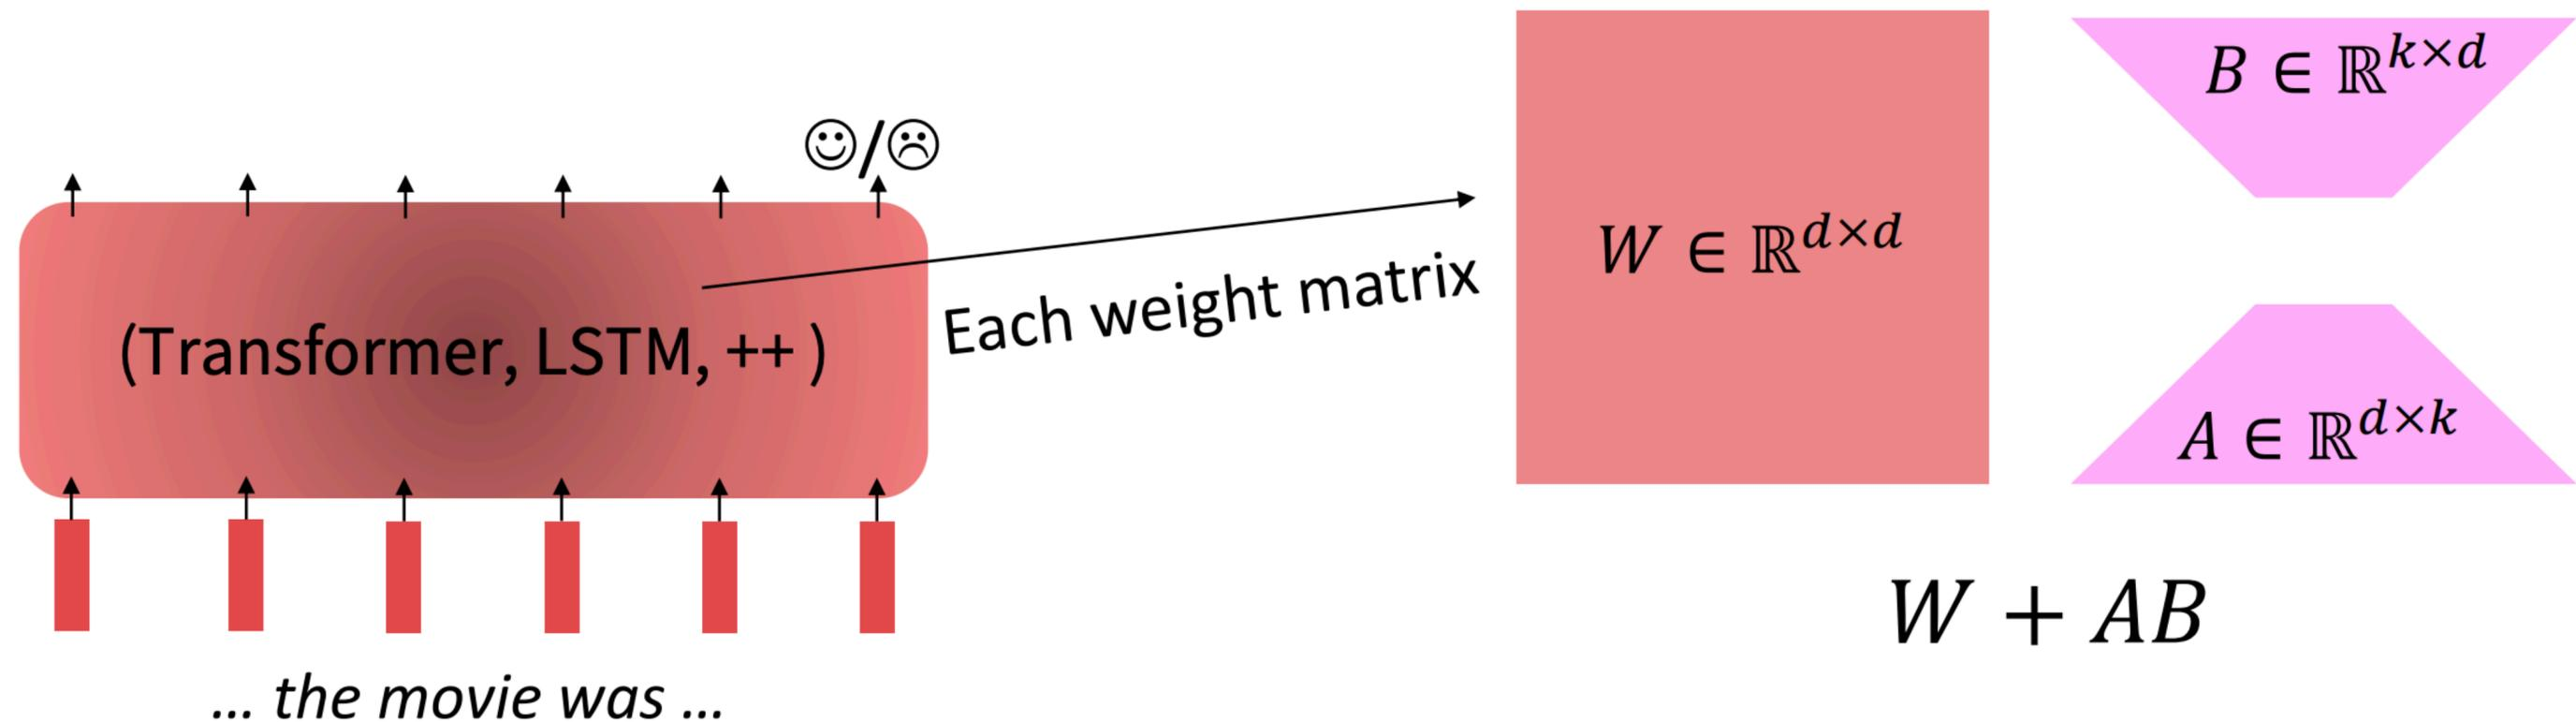 ☺/☹
(Transformer, LSTM, ++ )
... the movie was ...
Each weight matrix
W ∈ ℝ^{d×d}
B ∈ ℝ^{k×d}
A ∈ ℝ^{d×k}
W + AB